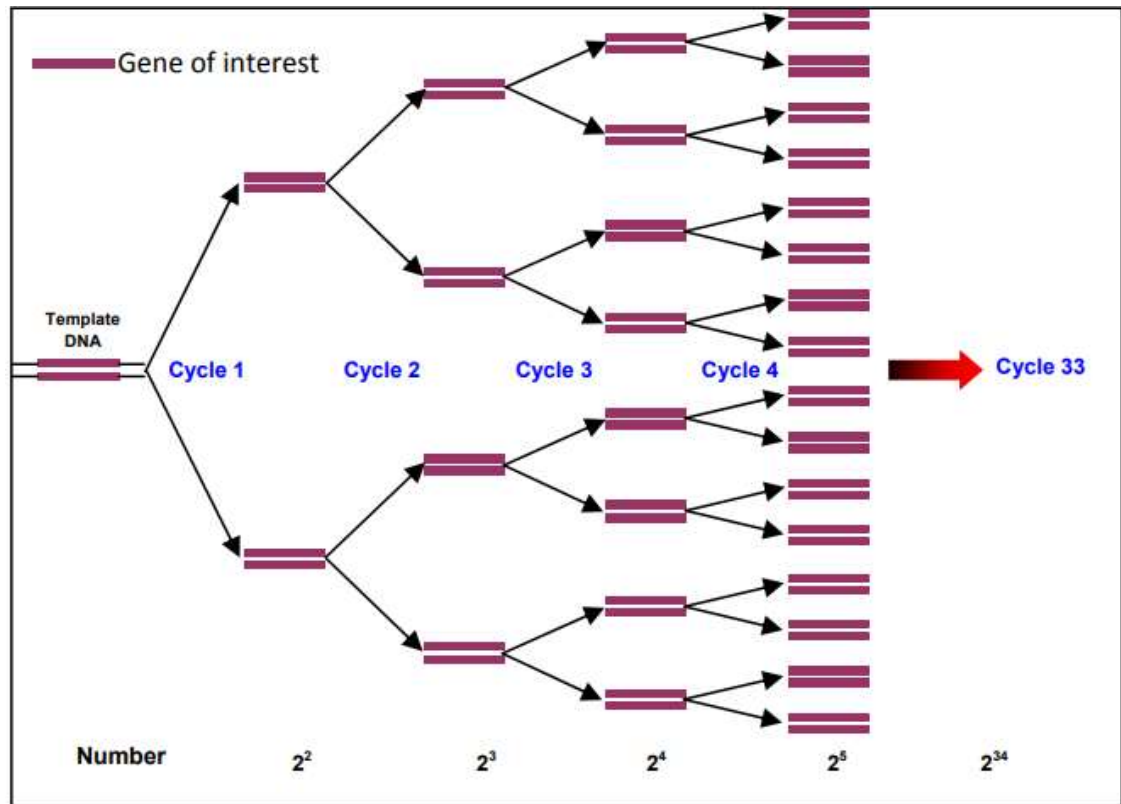 Gene of interest
Template
DNA
Cycle 1
Cycle 2
Cycle 3
Cycle 4
Cycle 33
Number
2²
2³
2⁴
2⁵
2³⁴